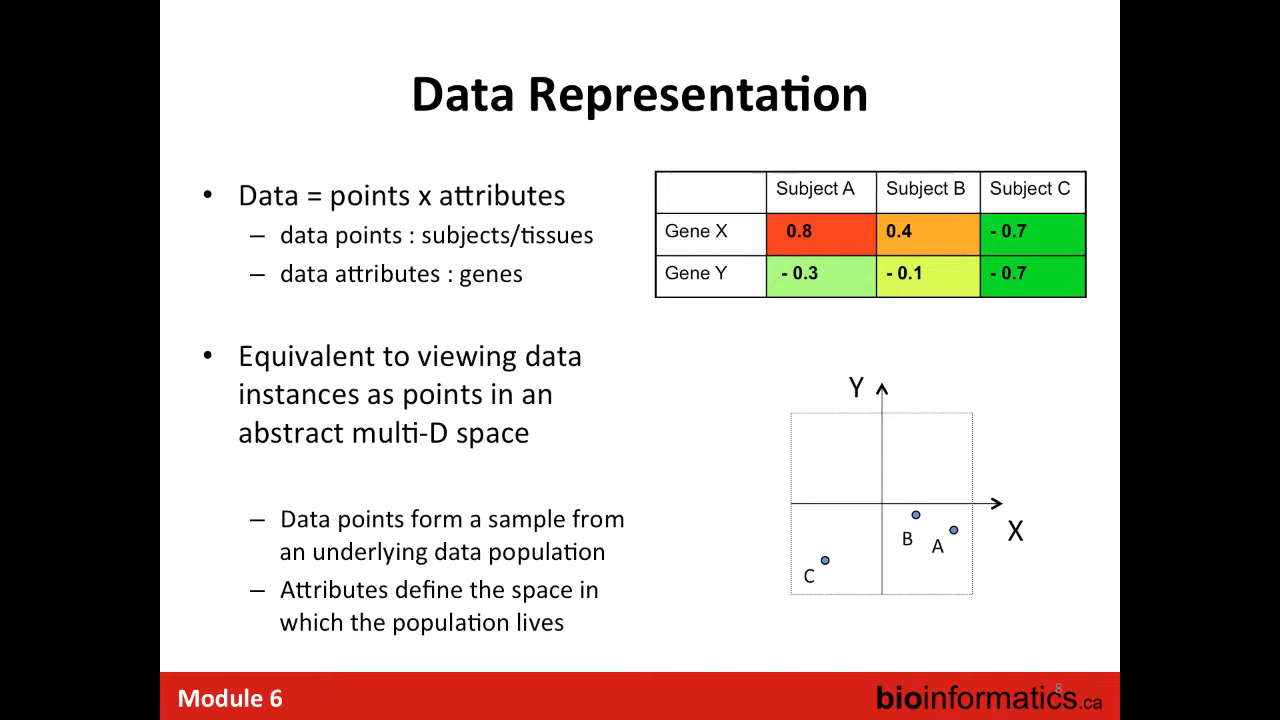 Data Representation
• Data = points x attributes
– data points : subjects/tissues
– data attributes : genes
• Equivalent to viewing data
instances as points in an
abstract multi-D space
– Data points form a sample from
an underlying data population
– Attributes define the space in
which the population lives
Subject A Subject B Subject C
Gene X 0.8 0.4 - 0.7
Gene Y - 0.3 - 0.1 - 0.7
Y
X
B
A
C
Module 6
8
bioinformatics.ca